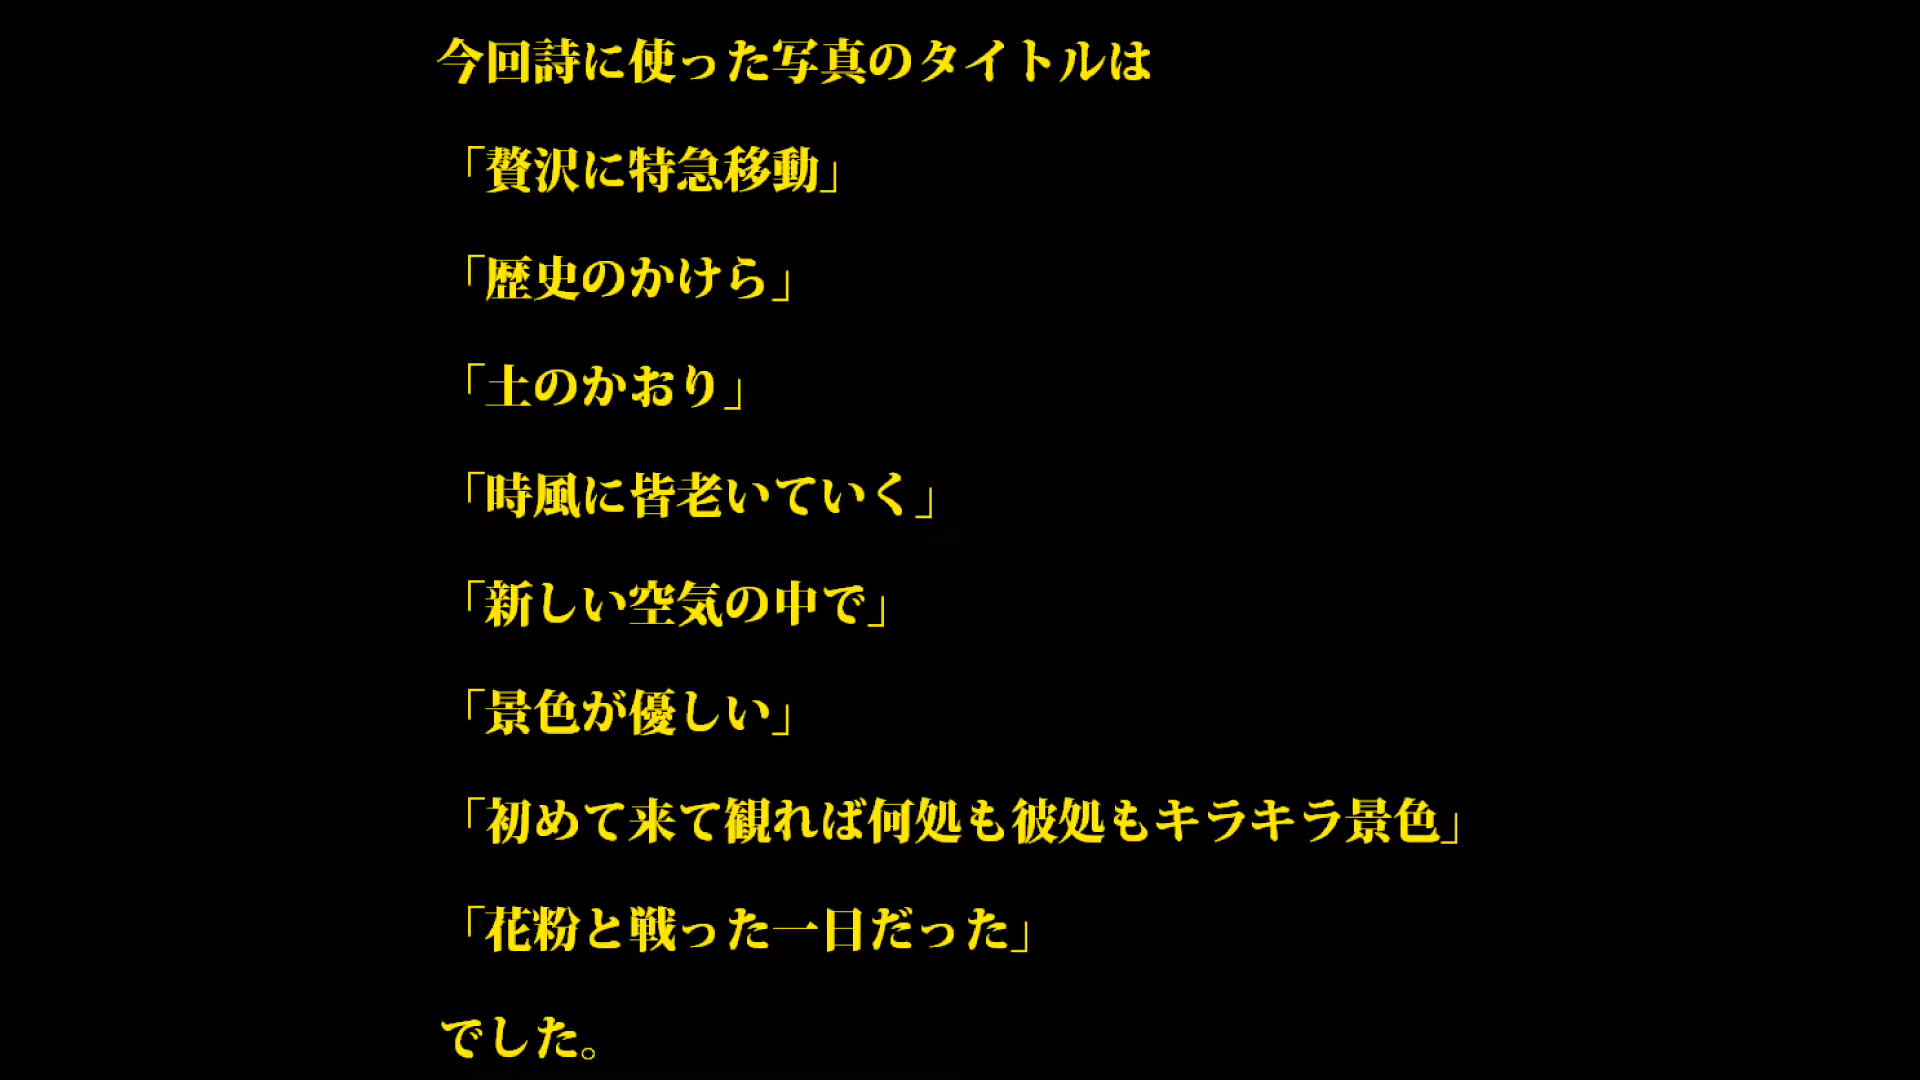 今回詩に使った写真のタイトルは
「贅沢に特急移動」
「歴史のかけら」
「土のかおり」
「時風に皆老いていく」
「新しい空気の中で」
「景色が優しい」
「初めて来て観れば何処も彼処もキラキラ景色」
「花粉と戦った一日だった」
でした。